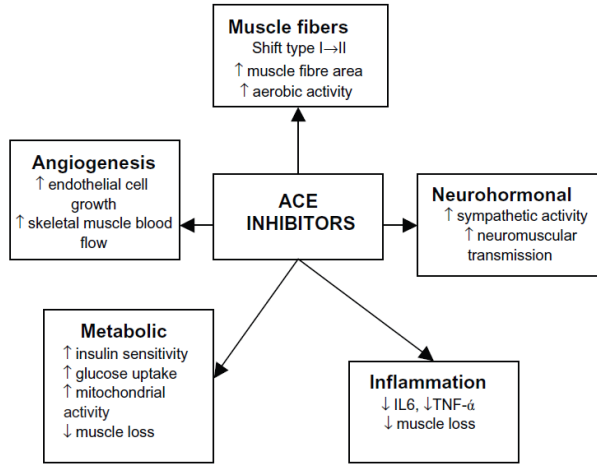 Muscle fibers
Shift type I→II
↑ muscle fibre area
↑ aerobic activity
Angiogenesis
↑ endothelial cell
growth
↑ skeletal muscle blood
flow
ACE
INHIBITORS
Neurohormonal
↑ sympathetic activity
↑ neuromuscular
transmission
Metabolic
↑ insulin sensitivity
↑ glucose uptake
↑ mitochondrial
activity
↓ muscle loss
Inflammation
↓ IL6, ↓TNF-ά
↓ muscle loss